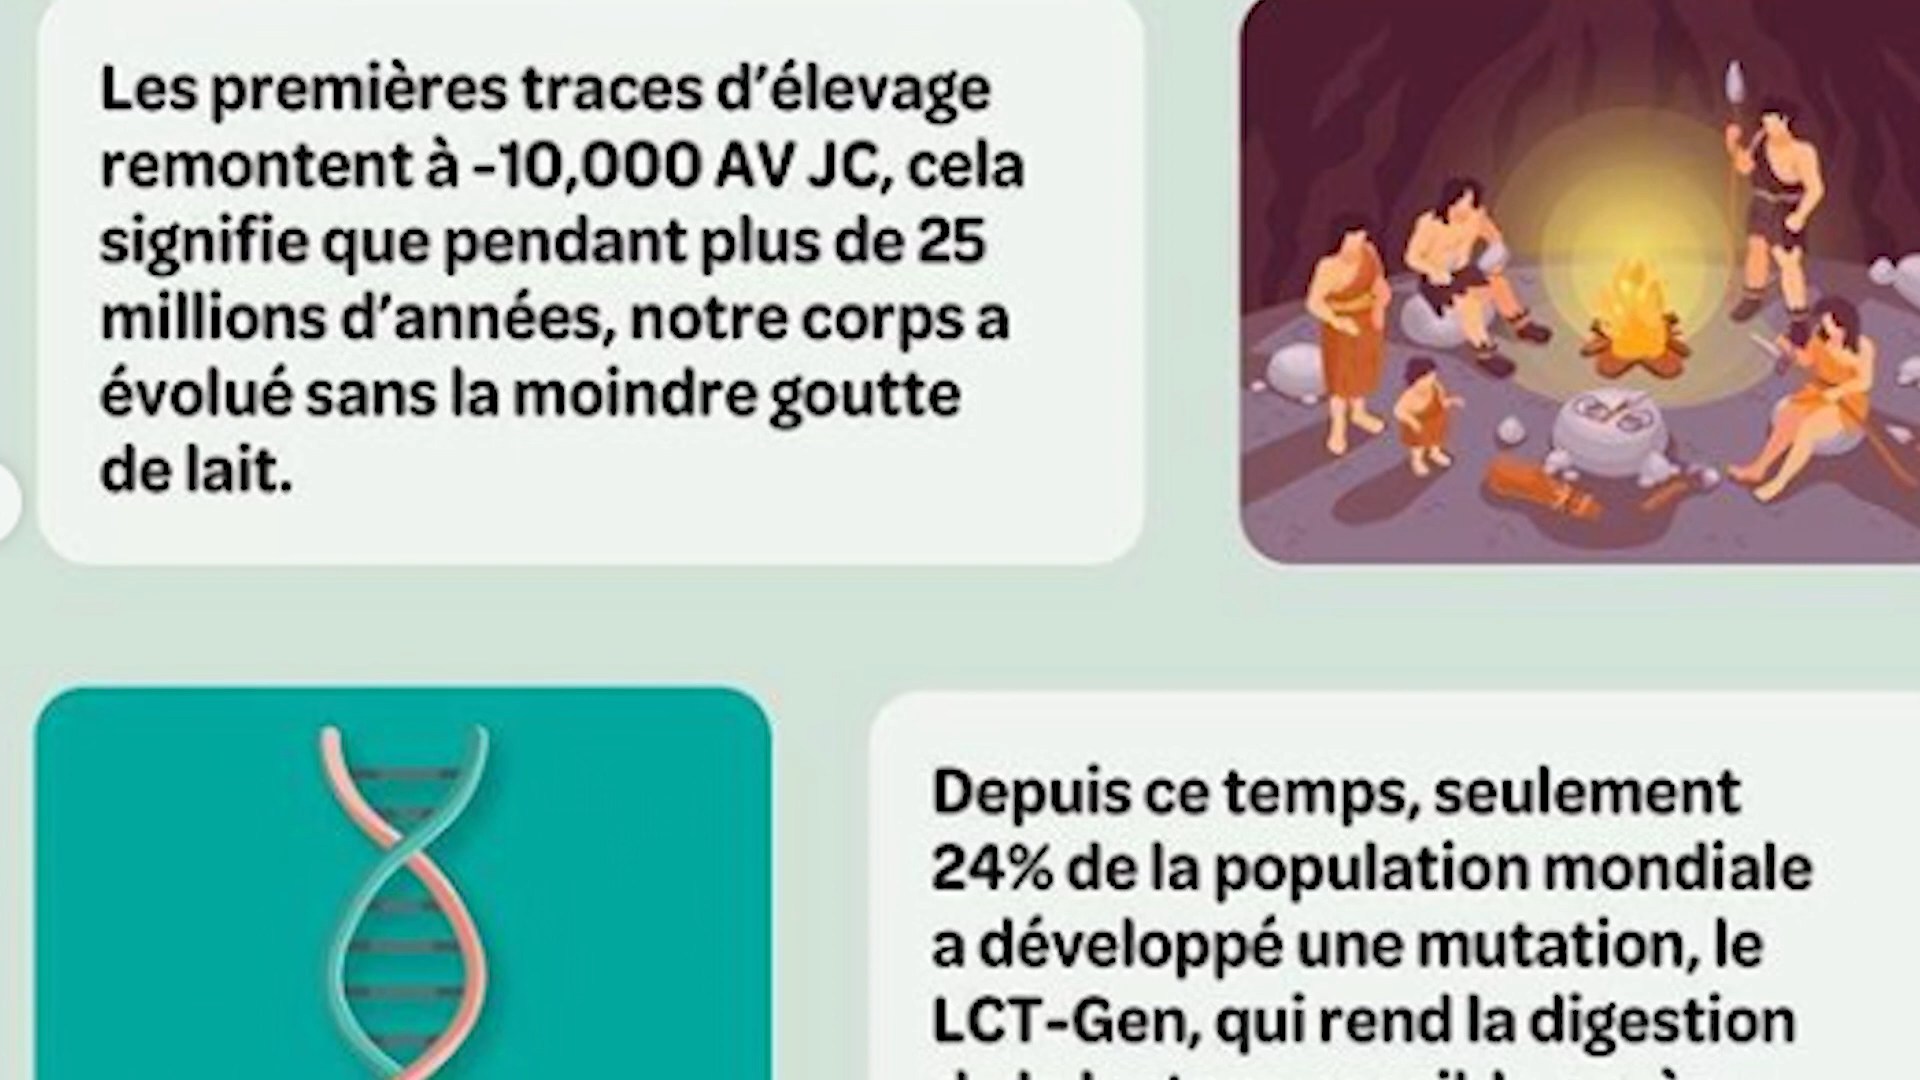 Les premières traces d’élevage
remontent à -10,000 AV JC, cela
signifie que pendant plus de 25
millions d’années, notre corps a
évolué sans la moindre goutte
de lait.
Depuis ce temps, seulement
24% de la population mondiale
a développé une mutation, le
LCT-Gen, qui rend la digestion